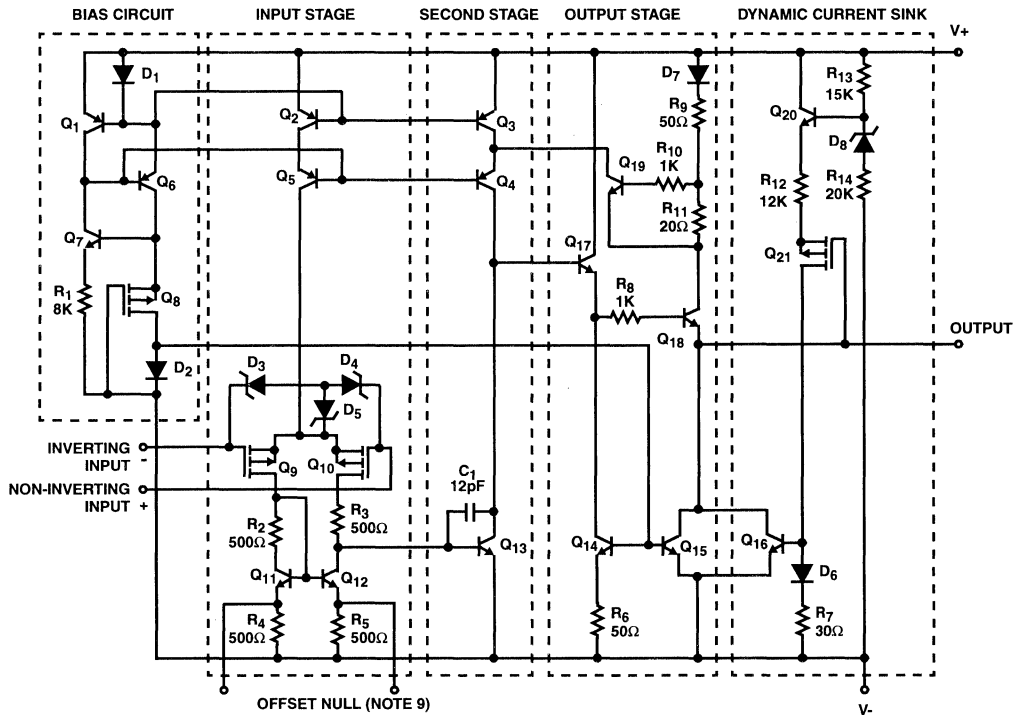 BIAS CIRCUIT
INPUT STAGE
SECOND STAGE
OUTPUT STAGE
DYNAMIC CURRENT SINK
V+
D1
D7
R13
15K
Q1
Q2
Q3
R9
50Ω
Q20
D8
Q6
Q5
Q4
Q19
R10
1K
R12
12K
R14
20K
R11
20Ω
Q7
Q17
Q21
R1
8K
Q8
R8
1K
Q18
OUTPUT
D2
D3
D4
D5
INVERTING
INPUT -
Q9
Q10
NON-INVERTING
INPUT +
C1
12pF
R2
500Ω
R3
500Ω
Q13
Q14
Q15
Q16
Q11
Q12
D6
R4
500Ω
R5
500Ω
R6
50Ω
R7
30Ω
OFFSET NULL (NOTE 9)
V-